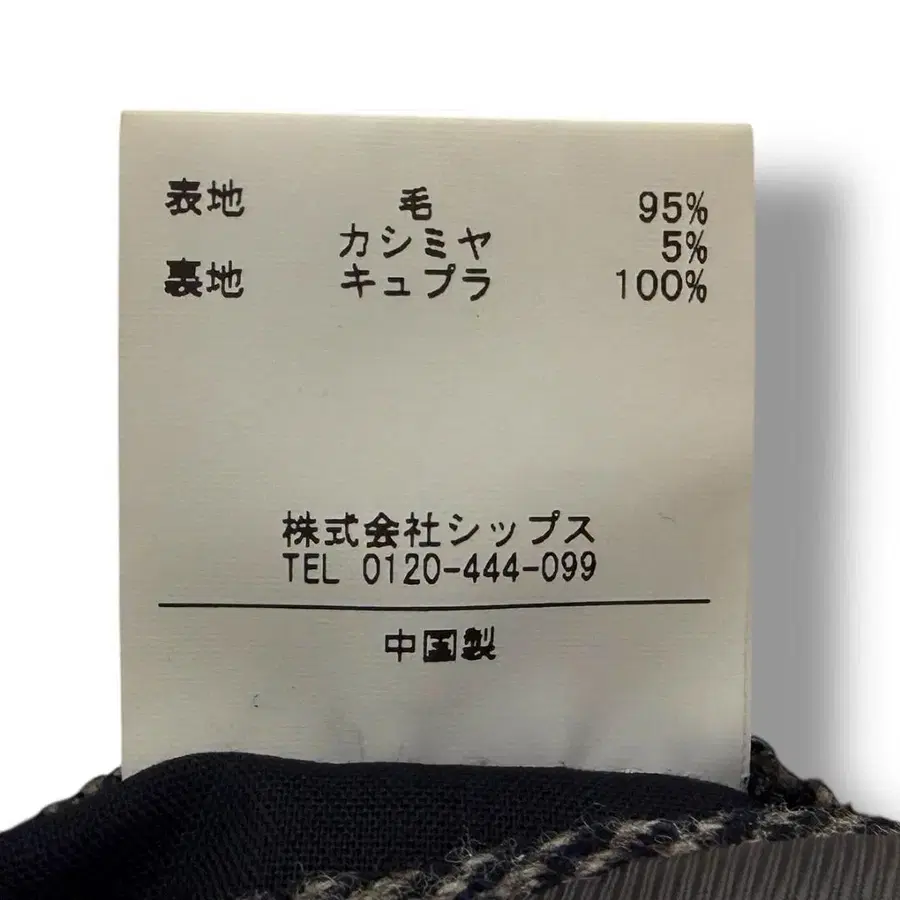 表地 毛 95%
カシミヤ 5%
裏地 キュプラ 100%
株式会社シップス
TEL 0120-444-099
中国製